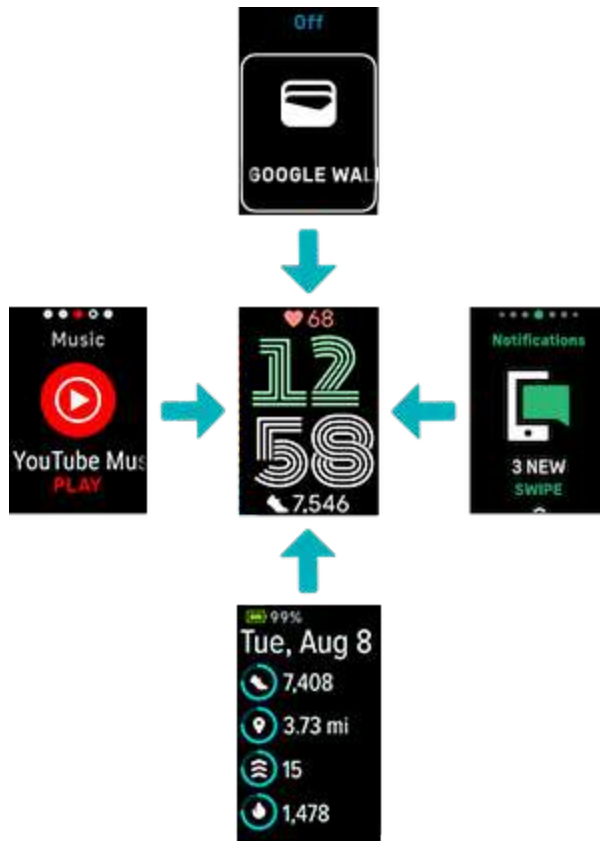 Off
GOOGLE WAL
Music
YouTube Mus
PLAY
68
12
58
7,546
Notifications
3 NEW
SWIPE
99%
Tue, Aug 8
7,408
3.73 mi
15
1,478